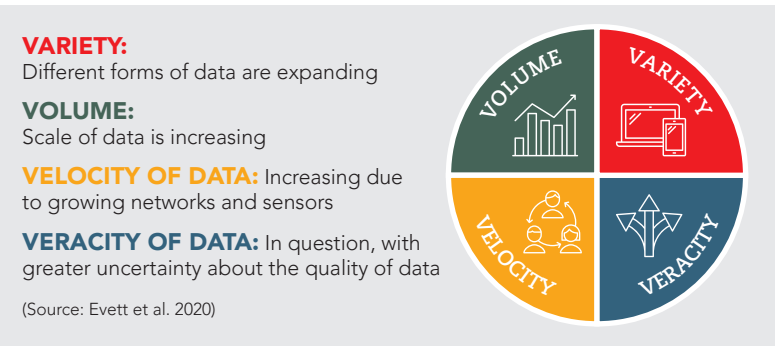 VARIETY:
Different forms of data are expanding
VOLUME:
Scale of data is increasing
VELOCITY OF DATA: Increasing due
to growing networks and sensors
VERACITY OF DATA: In question, with
greater uncertainty about the quality of data
(Source: Evett et al. 2020)
VOLUME
VARIETY
VELOCITY
VERACITY